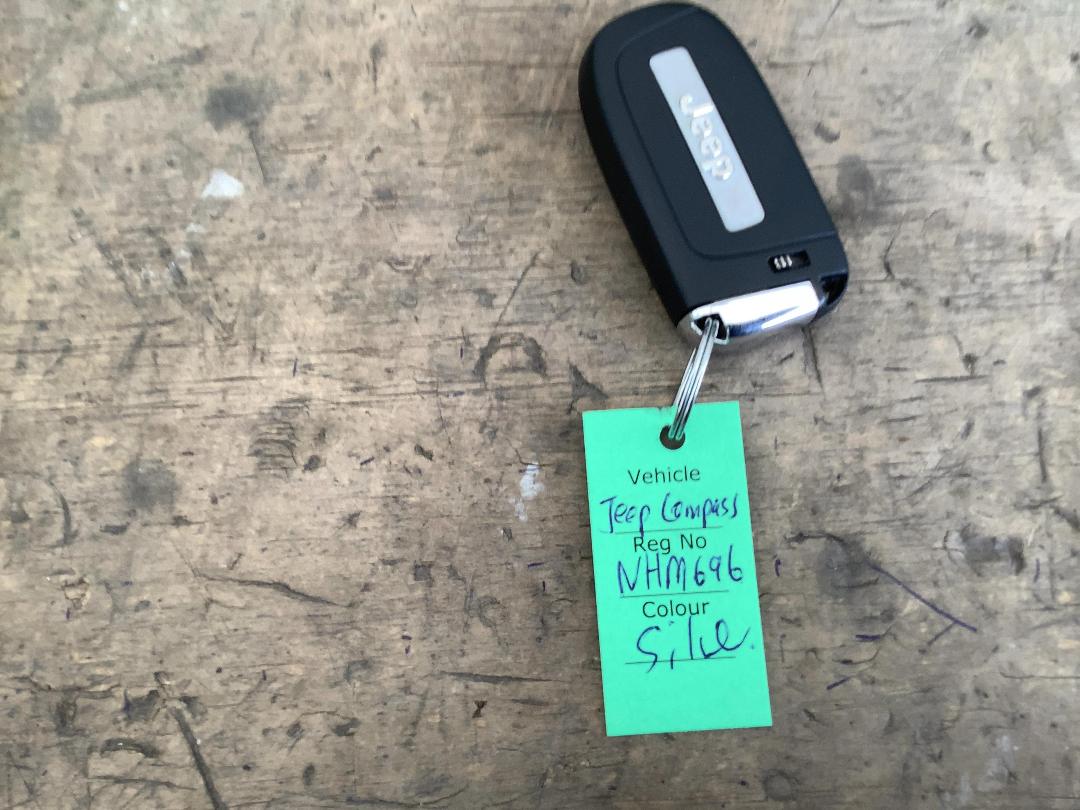 Jeep
Vehicle
Jeep Compass
Reg No
NHM696
Colour
Silve.